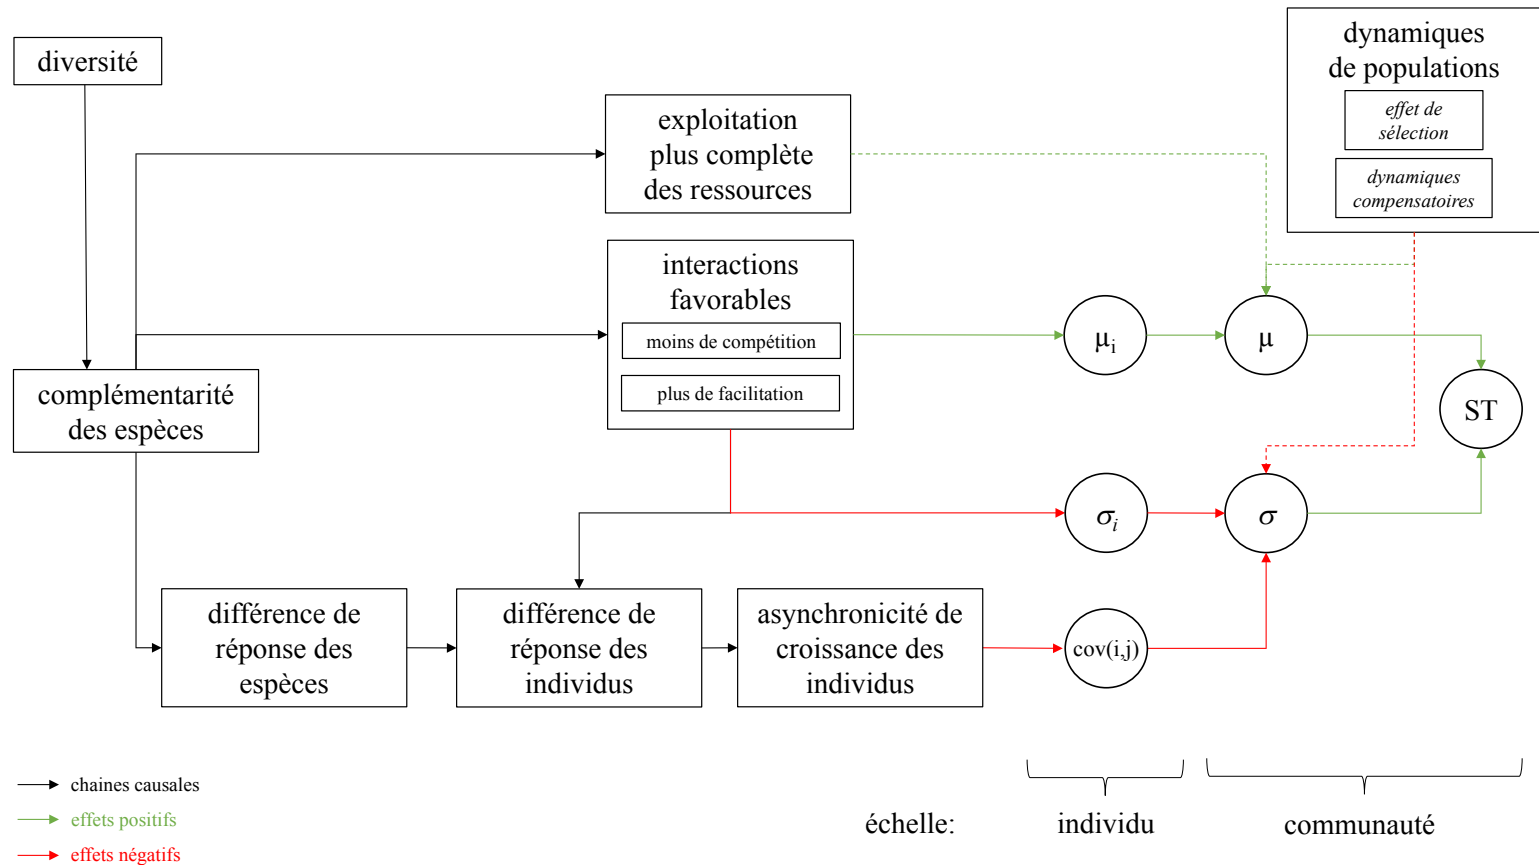 diversité
dynamiques
de populations
effet de
sélection
dynamiques
compensatoires
exploitation
plus complète
des ressources
interactions
favorables
moins de compétition
plus de facilitation
μi
μ
complémentarité
des espèces
ST
σi
σ
différence de
réponse des
espèces
différence de
réponse des
individus
asynchronicité de
croissance des
individus
cov(i,j)
chaines causales
effets positifs
effets négatifs
échelle:
individu
communauté